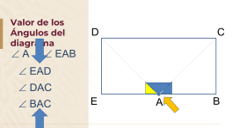 Valor de los
Ángulos del
diagrama
∠ A ∠ EAB
∠ EAD
∠ DAC
∠ BAC
D C
E A B